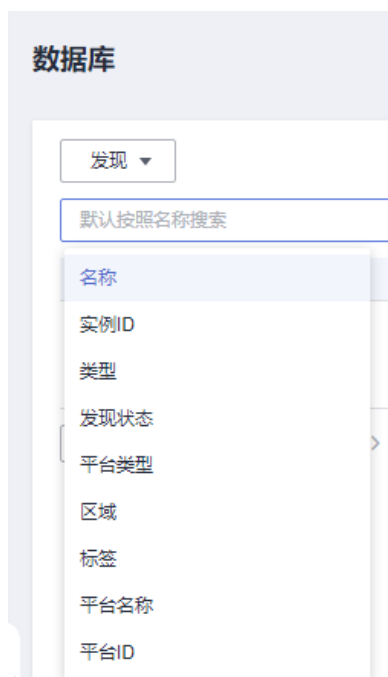 数据库
发现
默认按照名称搜索
名称
实例ID
类型
发现状态
平台类型
区域
标签
平台名称
平台ID